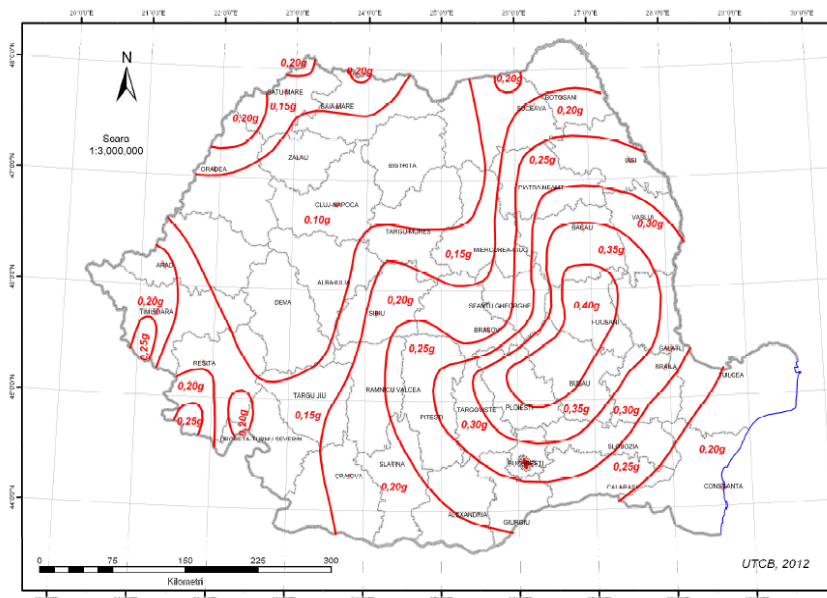 20°0'0"E 21°0'0"E 22°0'0"E 23°0'0"E 24°0'0"E 25°0'0"E 26°0'0"E 27°0'0"E 28°0'0"E 29°0'0"E 30°0'0"E
48°0'0"N
47°0'0"N
N
Scara
1:3,000,000
0,20g
0,20g
0,20g
SATU MARE
0,15g
BAIA MARE
0,20g
SUCEAVA
BOTOSANI
0,20g
0,25g
IASI
ORADEA
ZALAU
BISTRITA
PIATRA NEAMT
CLUJ-NAPOCA
0.10g
TARGU MURES
MIERCUREA-CIUC
0,15g
BACAU
VASLUI
0,30g
0,35g
ARAD
0,20g
TIMISOARA
0,25g
DEVA
ALBA IULIA
0,20g
SIBIU
SFANTU GHEORGHE
BRASOV
0,40g
FOCSANI
0,25g
RESITA
0,20g
0,25g
0,20g
DROBETA-TURNU SEVERIN
TARGU JIU
0,15g
RAMNICU VALCEA
PITESTI
TARGOVISTE
0,30g
PLOIESTI
BUZAU
0,35g
GALATI
BRAILA
0,30g
TULCEA
CRAIOVA
SLATINA
0,20g
BUCURESTI
SLOBOZIA
0,25g
CALARASI
0,20g
CONSTANTA
ALEXANDRIA
GIURGIU
0 75 150 225 300
Kilometri
UTCB, 2012